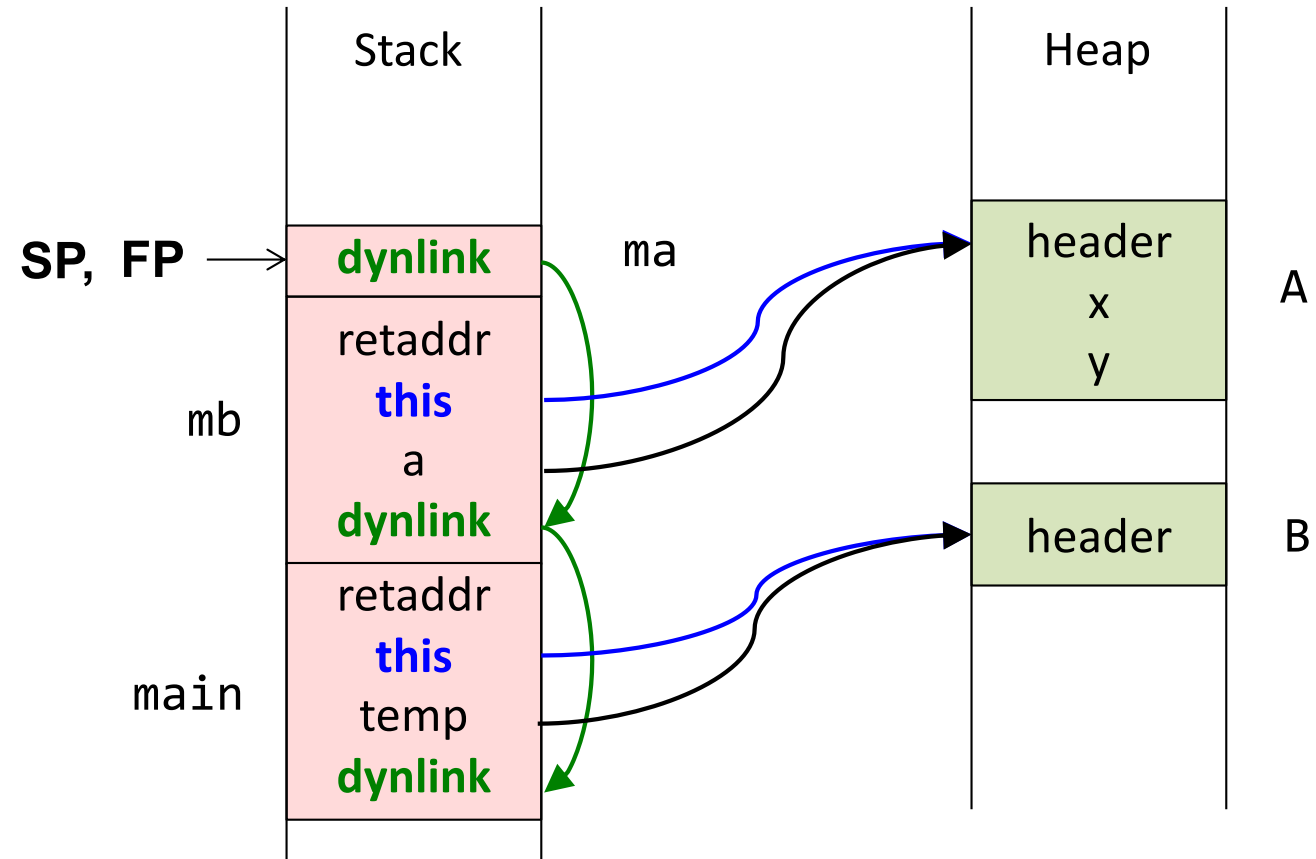 Stack
Heap
SP, FP
dynlink
ma
header
x
y
A
mb
retaddr
this
a
dynlink
header
B
main
retaddr
this
temp
dynlink